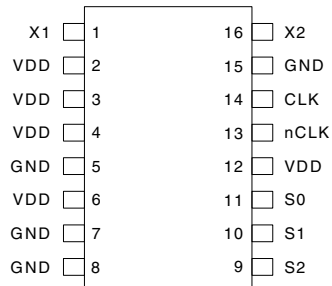 X1 1 16 X2
VDD 2 15 GND
VDD 3 14 CLK
VDD 4 13 nCLK
GND 5 12 VDD
VDD 6 11 S0
GND 7 10 S1
GND 8 9 S2